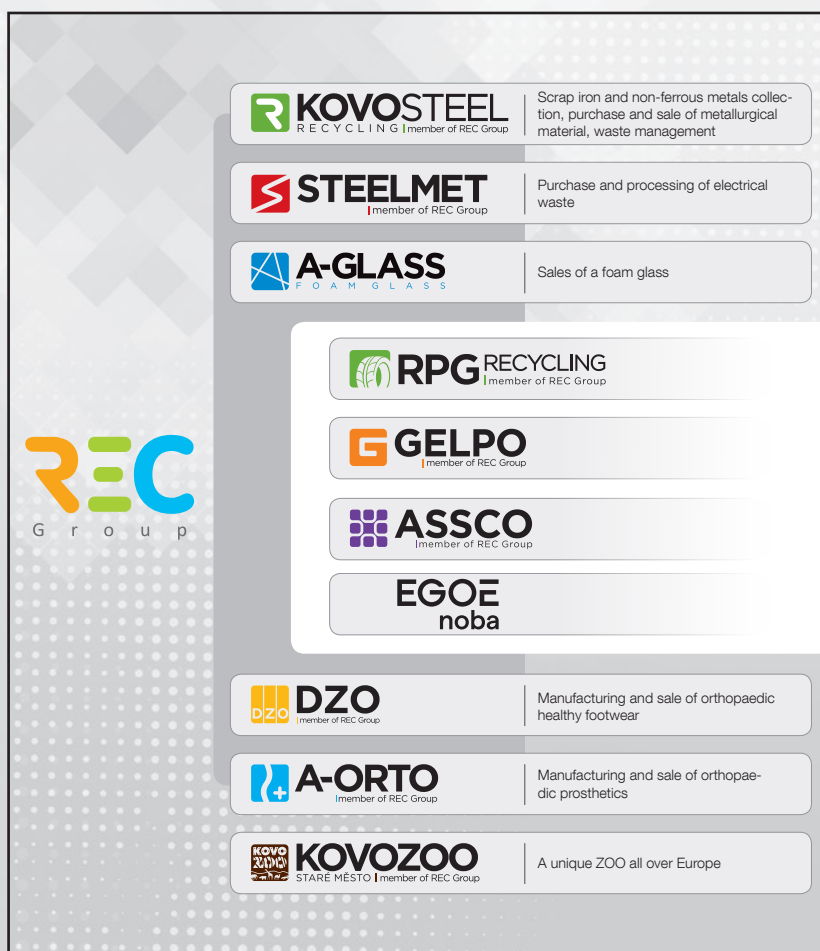 KOVOSTEEL
RECYCLING member of REC Group
Scrap iron and non-ferrous metals collec-
tion, purchase and sale of metallurgical
material, waste management
STEELMET
member of REC Group
Purchase and processing of electrical
waste
A-GLASS
FOAM GLASS
Sales of a foam glass
RPG RECYCLING
member of REC Group
GELPO
member of REC Group
REC
Group
ASSCO
member of REC Group
EGOE
noba
DZO
DZO
member of REC Group
Manufacturing and sale of orthopaedic
healthy footwear
A-ORTO
member of REC Group
Manufacturing and sale of orthopae-
dic prosthetics
KOVO
ZOO
KOVOZOO
STARÉ MĚSTO member of REC Group
A unique ZOO all over Europe